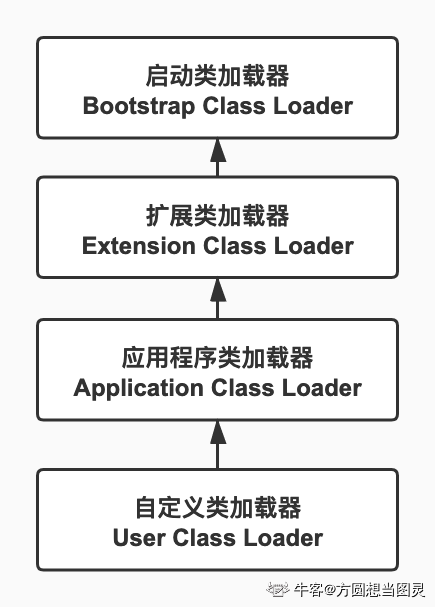 启动类加载器
Bootstrap Class Loader
扩展类加载器
Extension Class Loader
应用程序类加载器
Application Class Loader
自定义类加载器
User Class Loader
牛客@方圆想当图灵